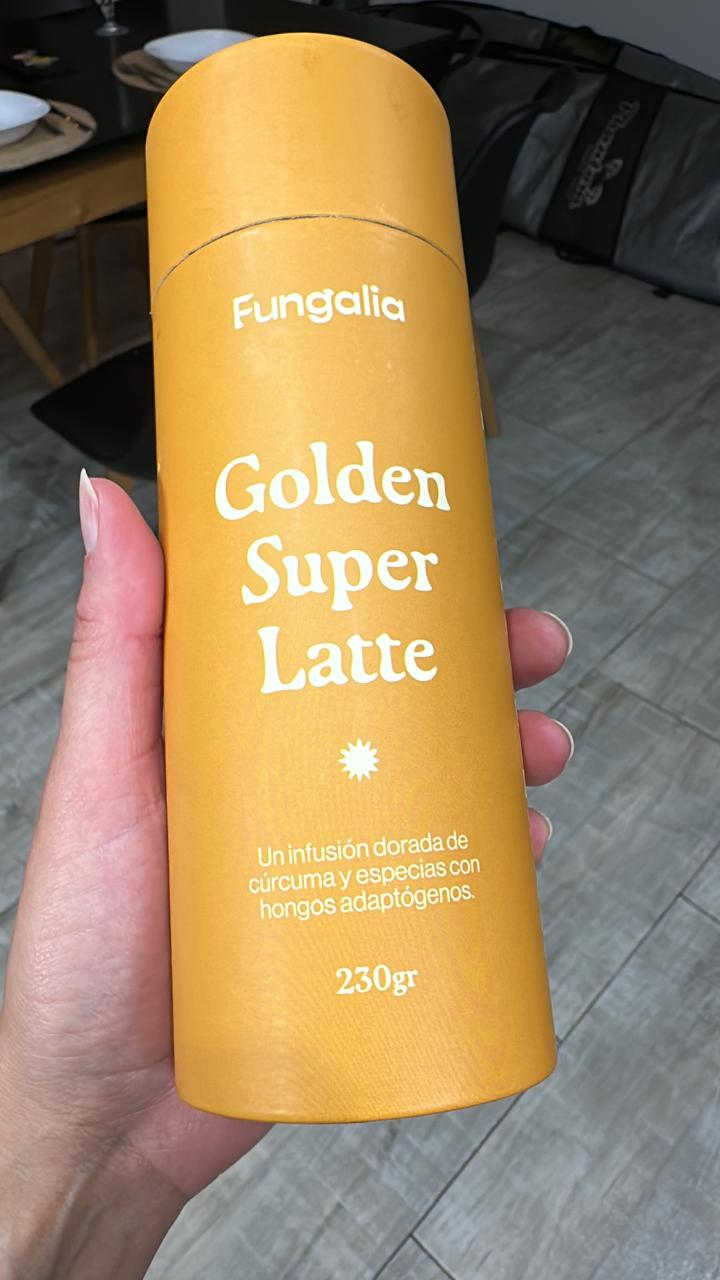 Fungalia
Golden
Super
Latte
Un infusión dorada de
cúrcuma y especias con
hongos adaptógenos.
230gr